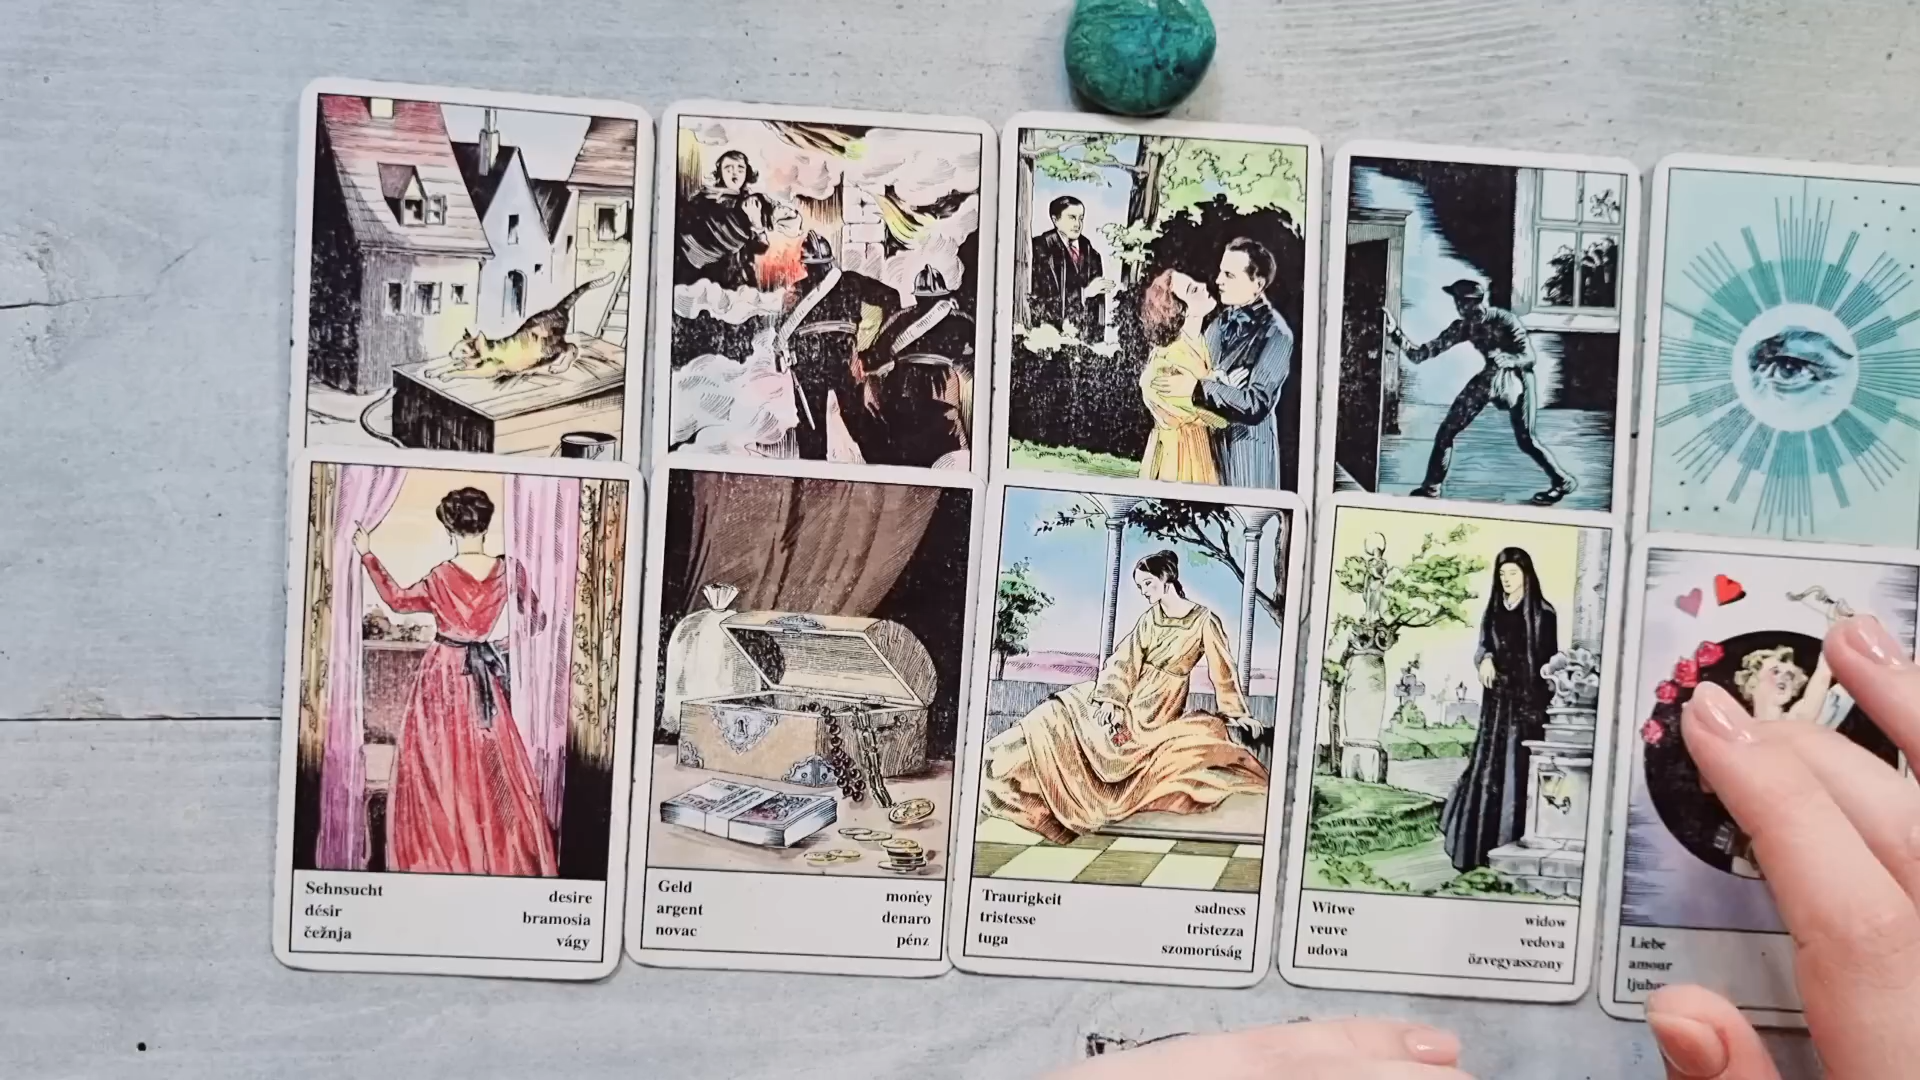 Sehnsucht
désir
čežnja
desire
bramosia
vágy
Geld
argent
novac
money
denaro
pénz
Traurigkeit
tristesse
tuga
sadness
tristezza
szomorúság
Witwe
veuve
udova
widow
vedova
özvegyasszony
Liebe
amour